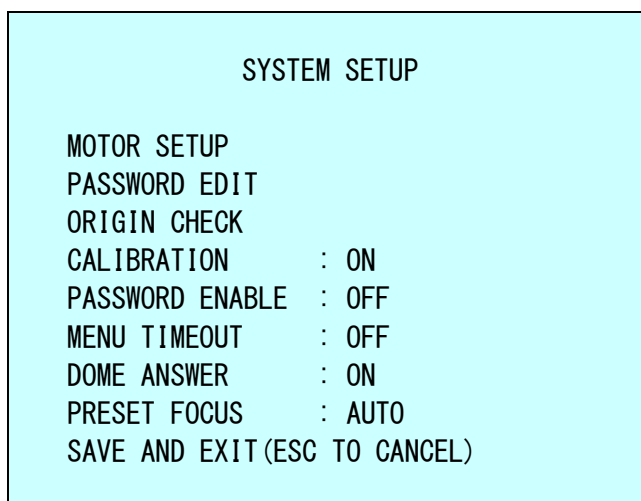 SYSTEM SETUP
MOTOR SETUP
PASSWORD EDIT
ORIGIN CHECK
CALIBRATION : ON
PASSWORD ENABLE : OFF
MENU TIMEOUT : OFF
DOME ANSWER : ON
PRESET FOCUS : AUTO
SAVE AND EXIT(ESC TO CANCEL)